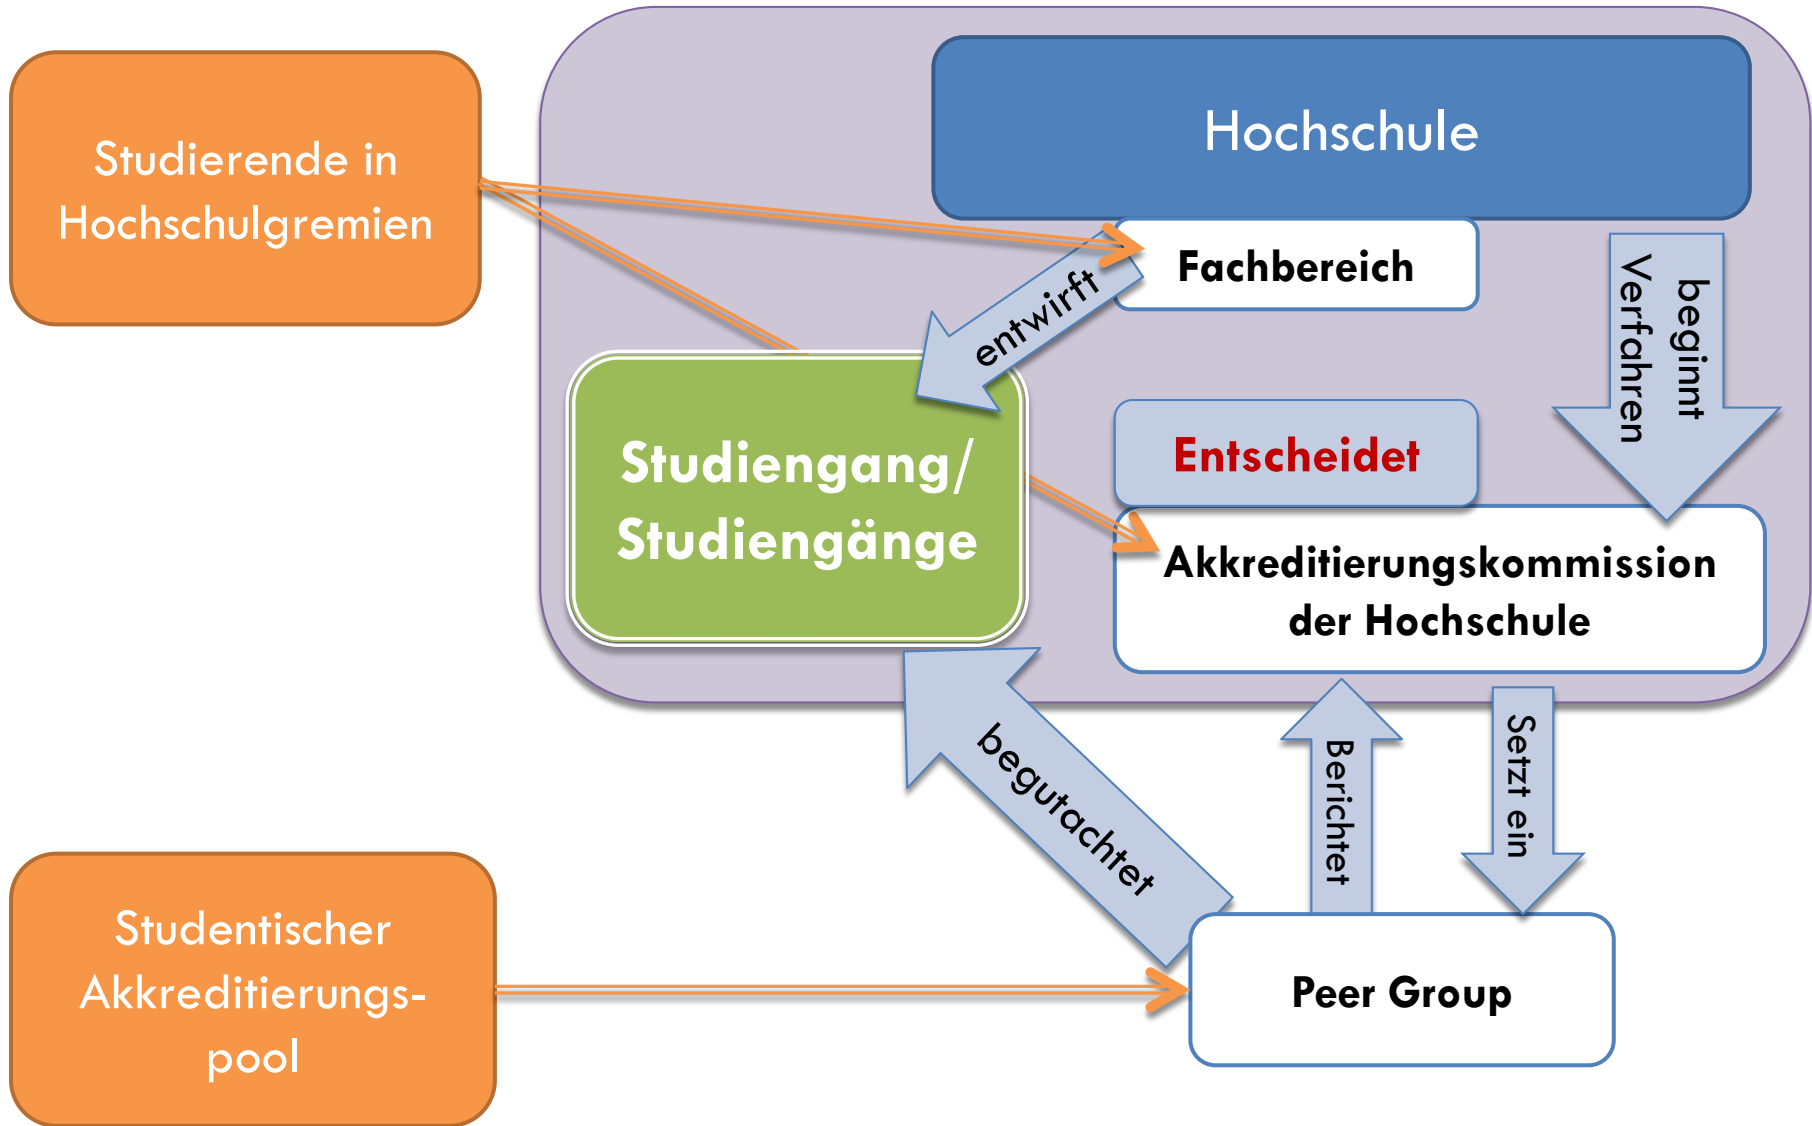 Studierende in
Hochschulgremien
Hochschule
Fachbereich
entwirft
beginnt
Verfahren
Studiengang/
Studiengänge
Entscheidet
Akkreditierungskommission
der Hochschule
begutachtet
Berichtet
Setzt ein
Studentischer
Akkreditierungs-
pool
Peer Group